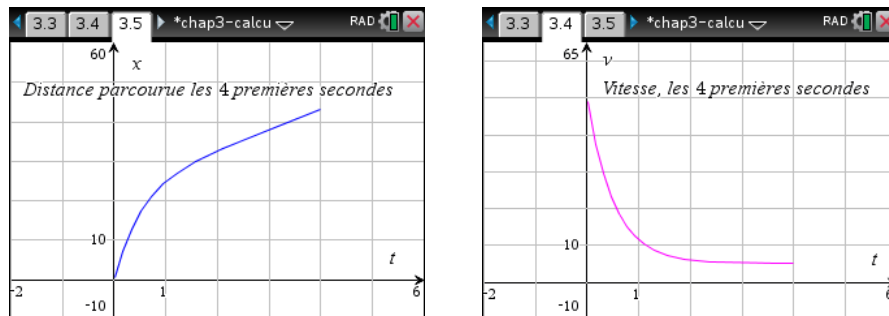 3.3 3.4 3.5 *chap3-calcu RAD
60
x
Distance parcourue les 4 premières secondes
10
t
-2
1
6
-10
3.3 3.4 3.5 *chap3-calcu RAD
65
v
Vitesse, les 4 premières secondes
10
t
-2
1
6
-10